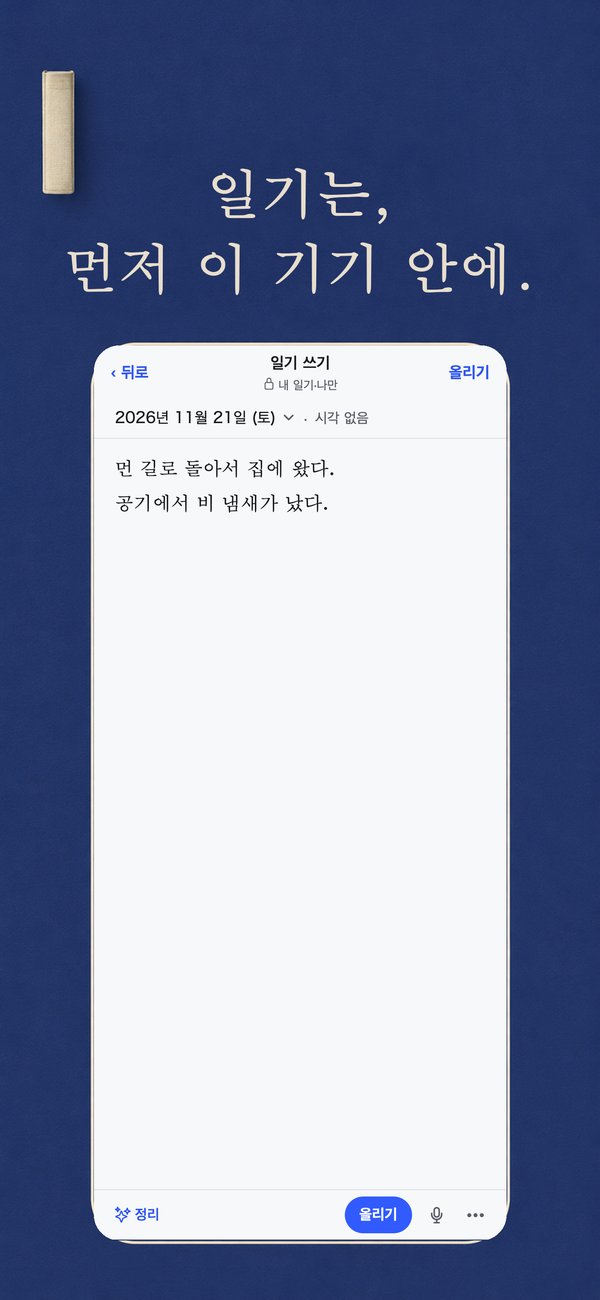 일기는,
먼저 이 기기 안에.
‹ 뒤로
일기 쓰기
올리기
내 일기·나만
2026년 11월 21일 (토) · 시각 없음
먼 길로 돌아서 집에 왔다.
공기에서 비 냄새가 났다.
정리
올리기